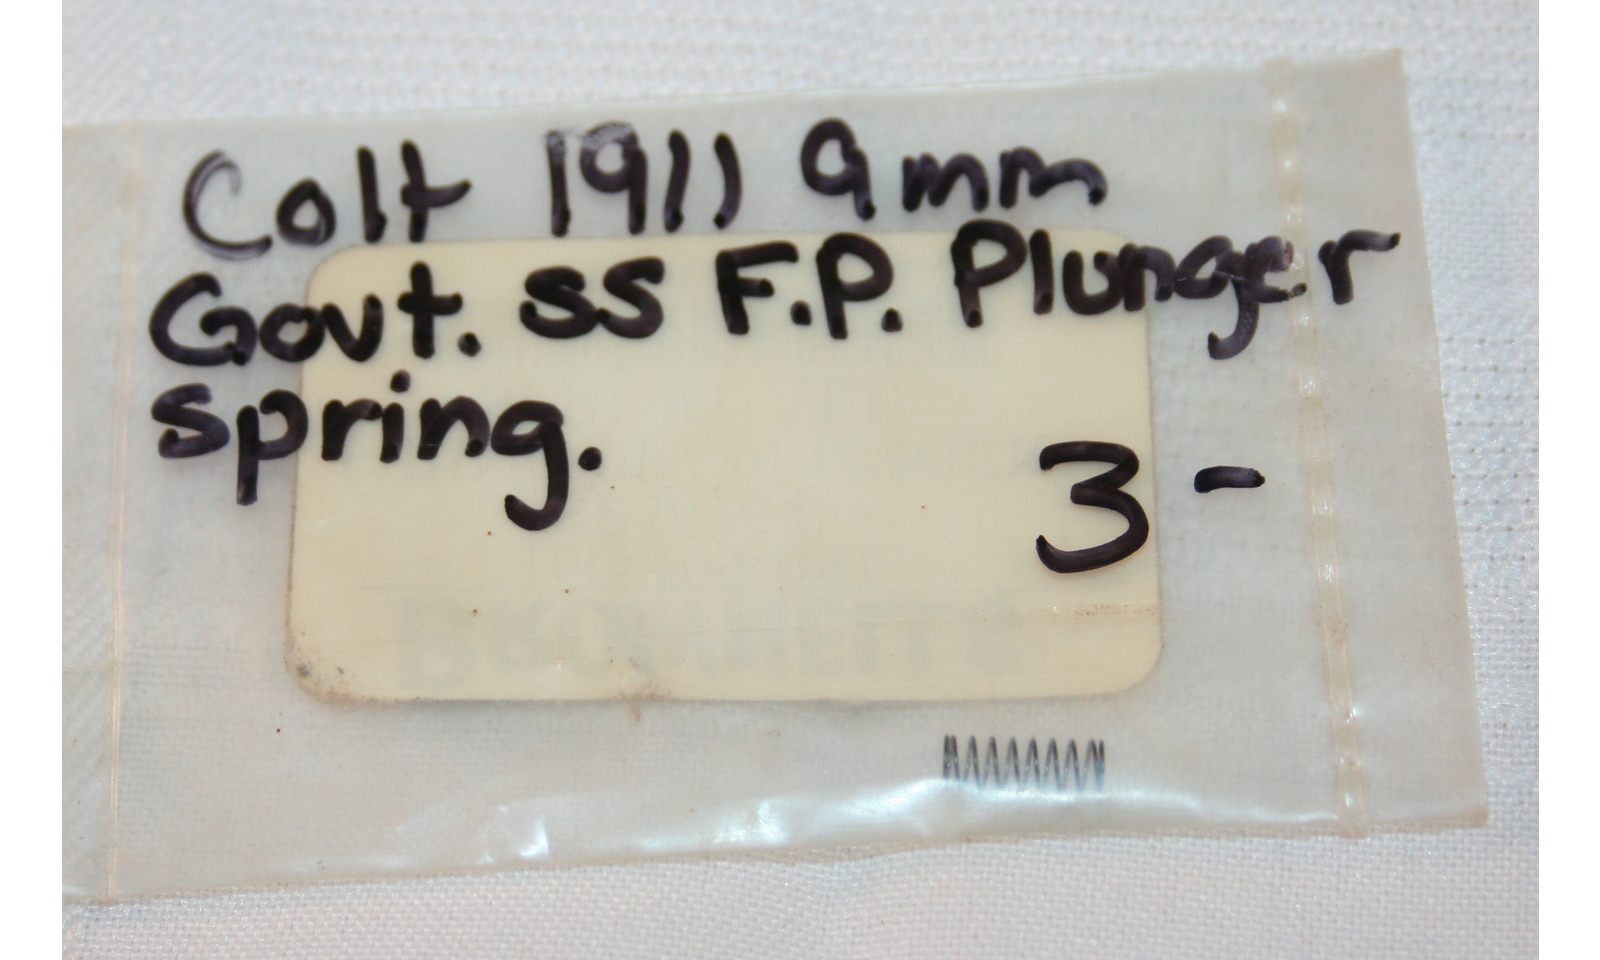 Colt 1911 9mm
Govt. SS F.P. Plunger
spring.
3-